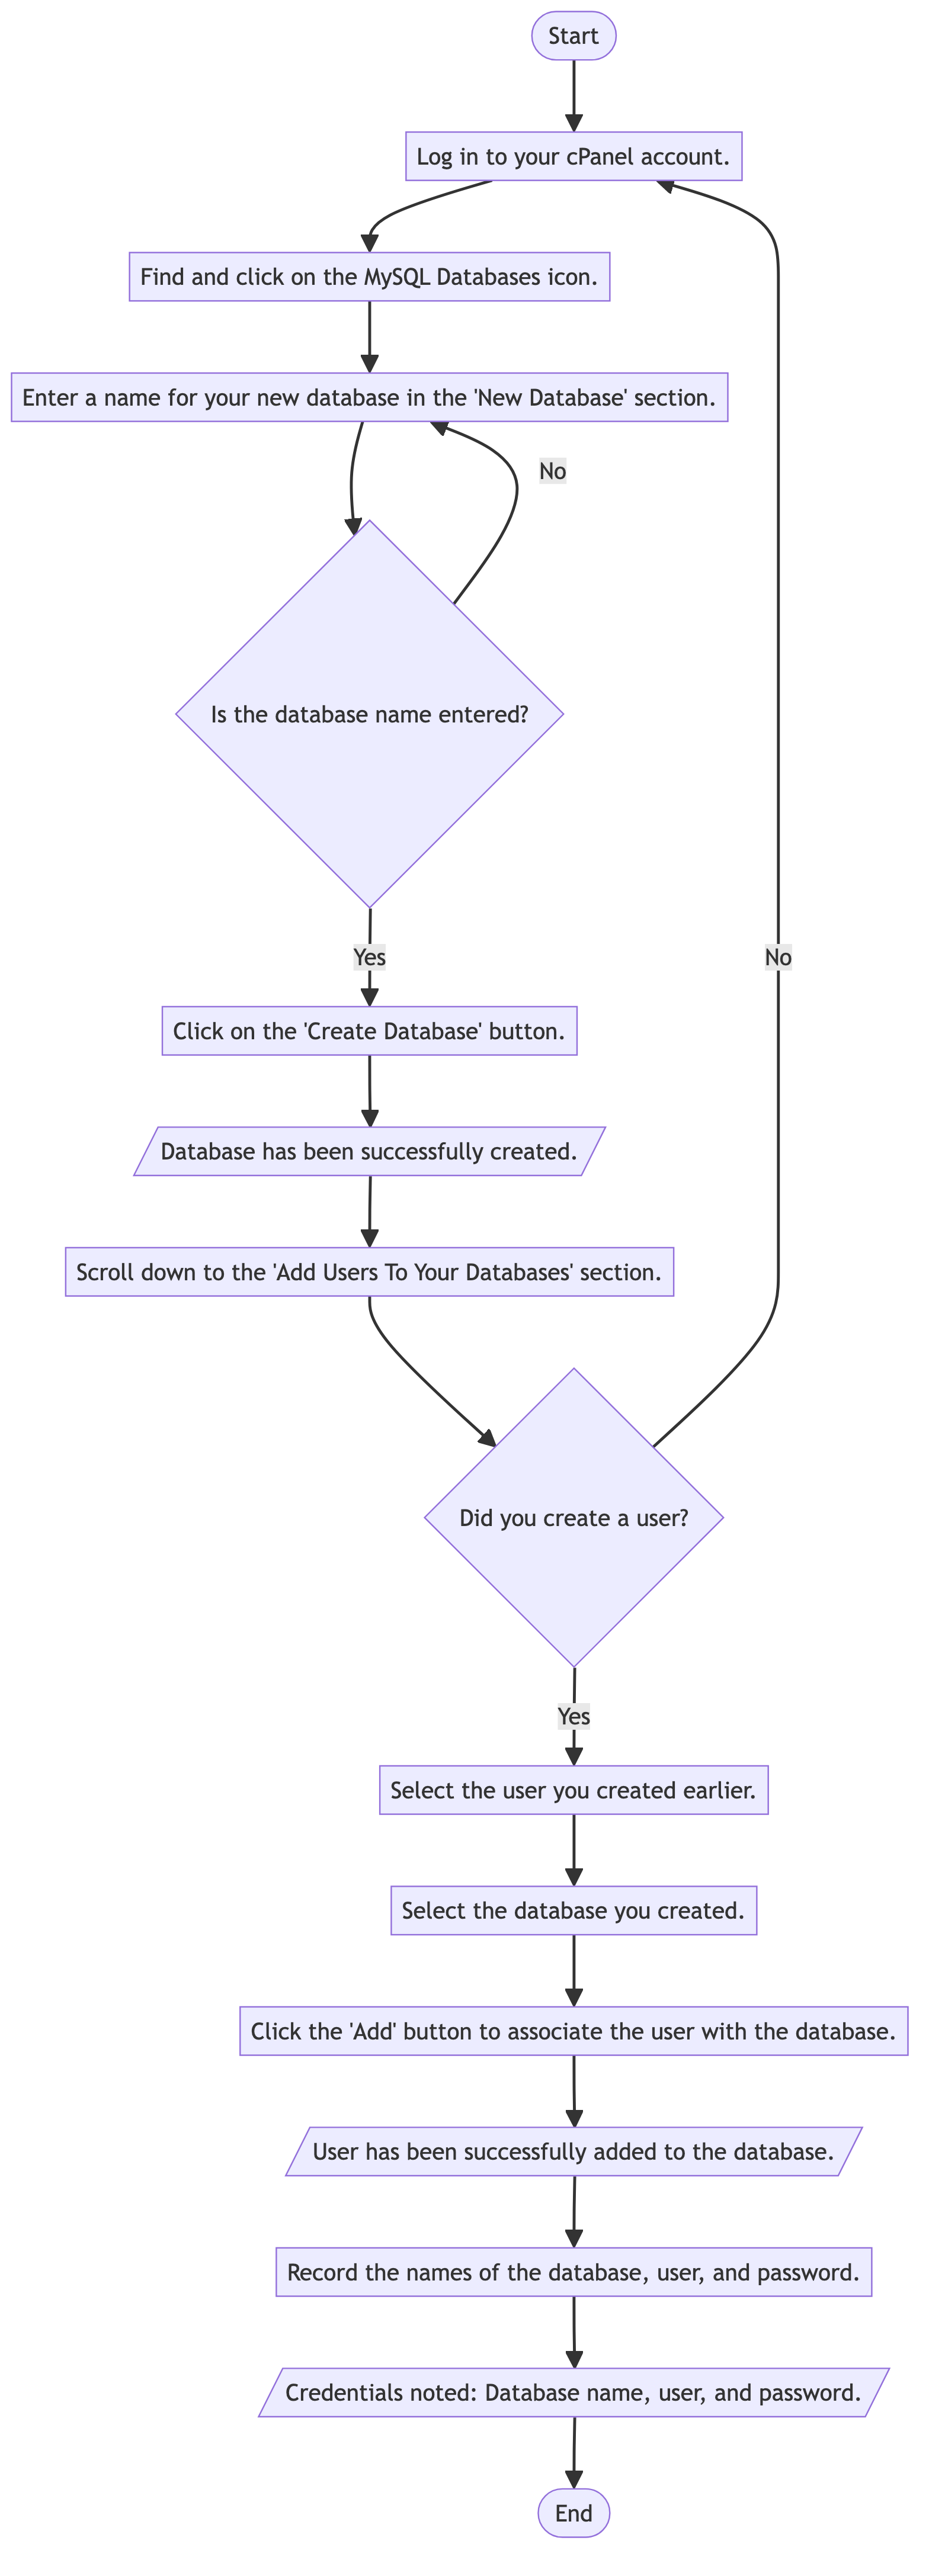 Start
Log in to your cPanel account.
Find and click on the MySQL Databases icon.
Enter a name for your new database in the 'New Database' section.
No
Is the database name entered?
Yes
No
Click on the 'Create Database' button.
Database has been successfully created.
Scroll down to the 'Add Users To Your Databases' section.
Did you create a user?
Yes
Select the user you created earlier.
Select the database you created.
Click the 'Add' button to associate the user with the database.
User has been successfully added to the database.
Record the names of the database, user, and password.
Credentials noted: Database name, user, and password.
End